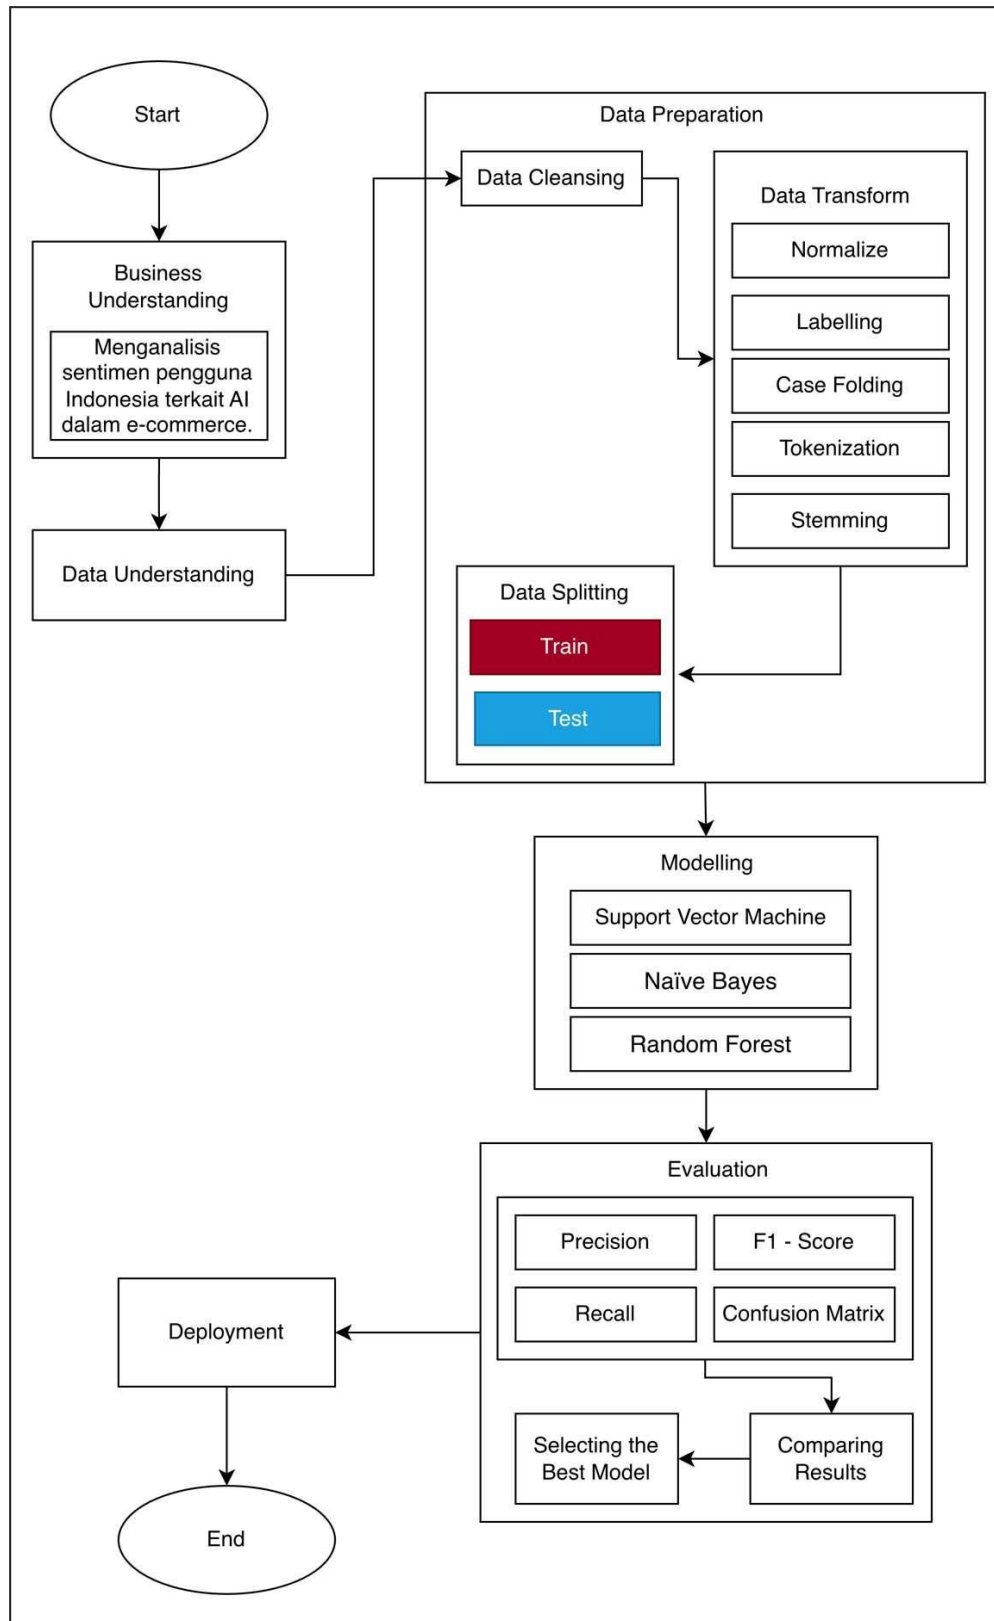 Start
Business
Understanding
Menganalisis
sentimen pengguna
Indonesia terkait AI
dalam e-commerce.
Data Understanding
Data Preparation
Data Cleansing
Data Transform
Normalize
Labelling
Case Folding
Tokenization
Stemming
Data Splitting
Train
Test
Modelling
Support Vector Machine
Naïve Bayes
Random Forest
Evaluation
Precision
F1 - Score
Recall
Confusion Matrix
Comparing
Results
Selecting the
Best Model
Deployment
End